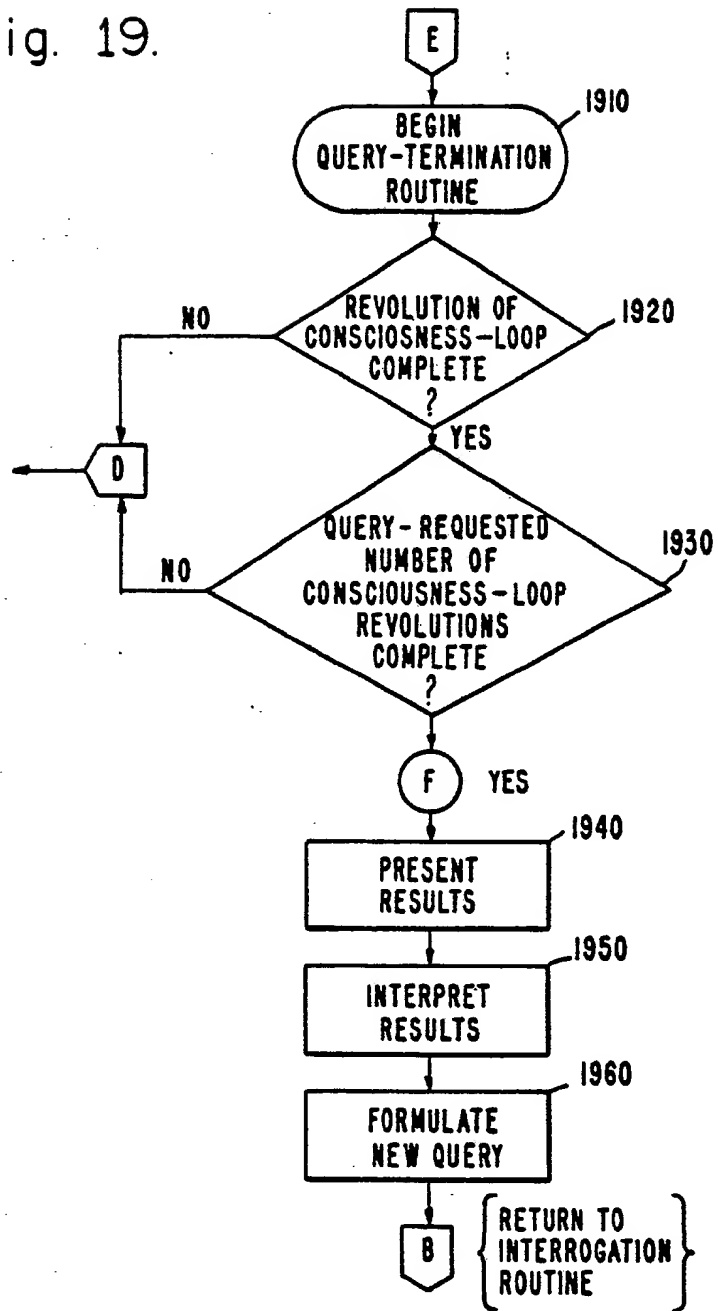 ig. 19.
E
1910
BEGIN
QUERY-TERMINATION
ROUTINE
NO
REVOLUTION OF
CONSCIOSNESS-LOOP
COMPLETE
?
1920
YES
D
NO
QUERY-REQUESTED
NUMBER OF
CONSCIOUSNESS-LOOP
REVOLUTIONS
COMPLETE
?
1930
F
YES
1940
PRESENT
RESULTS
1950
INTERPRET
RESULTS
1960
FORMULATE
NEW QUERY
B
RETURN TO
INTERROGATION
ROUTINE